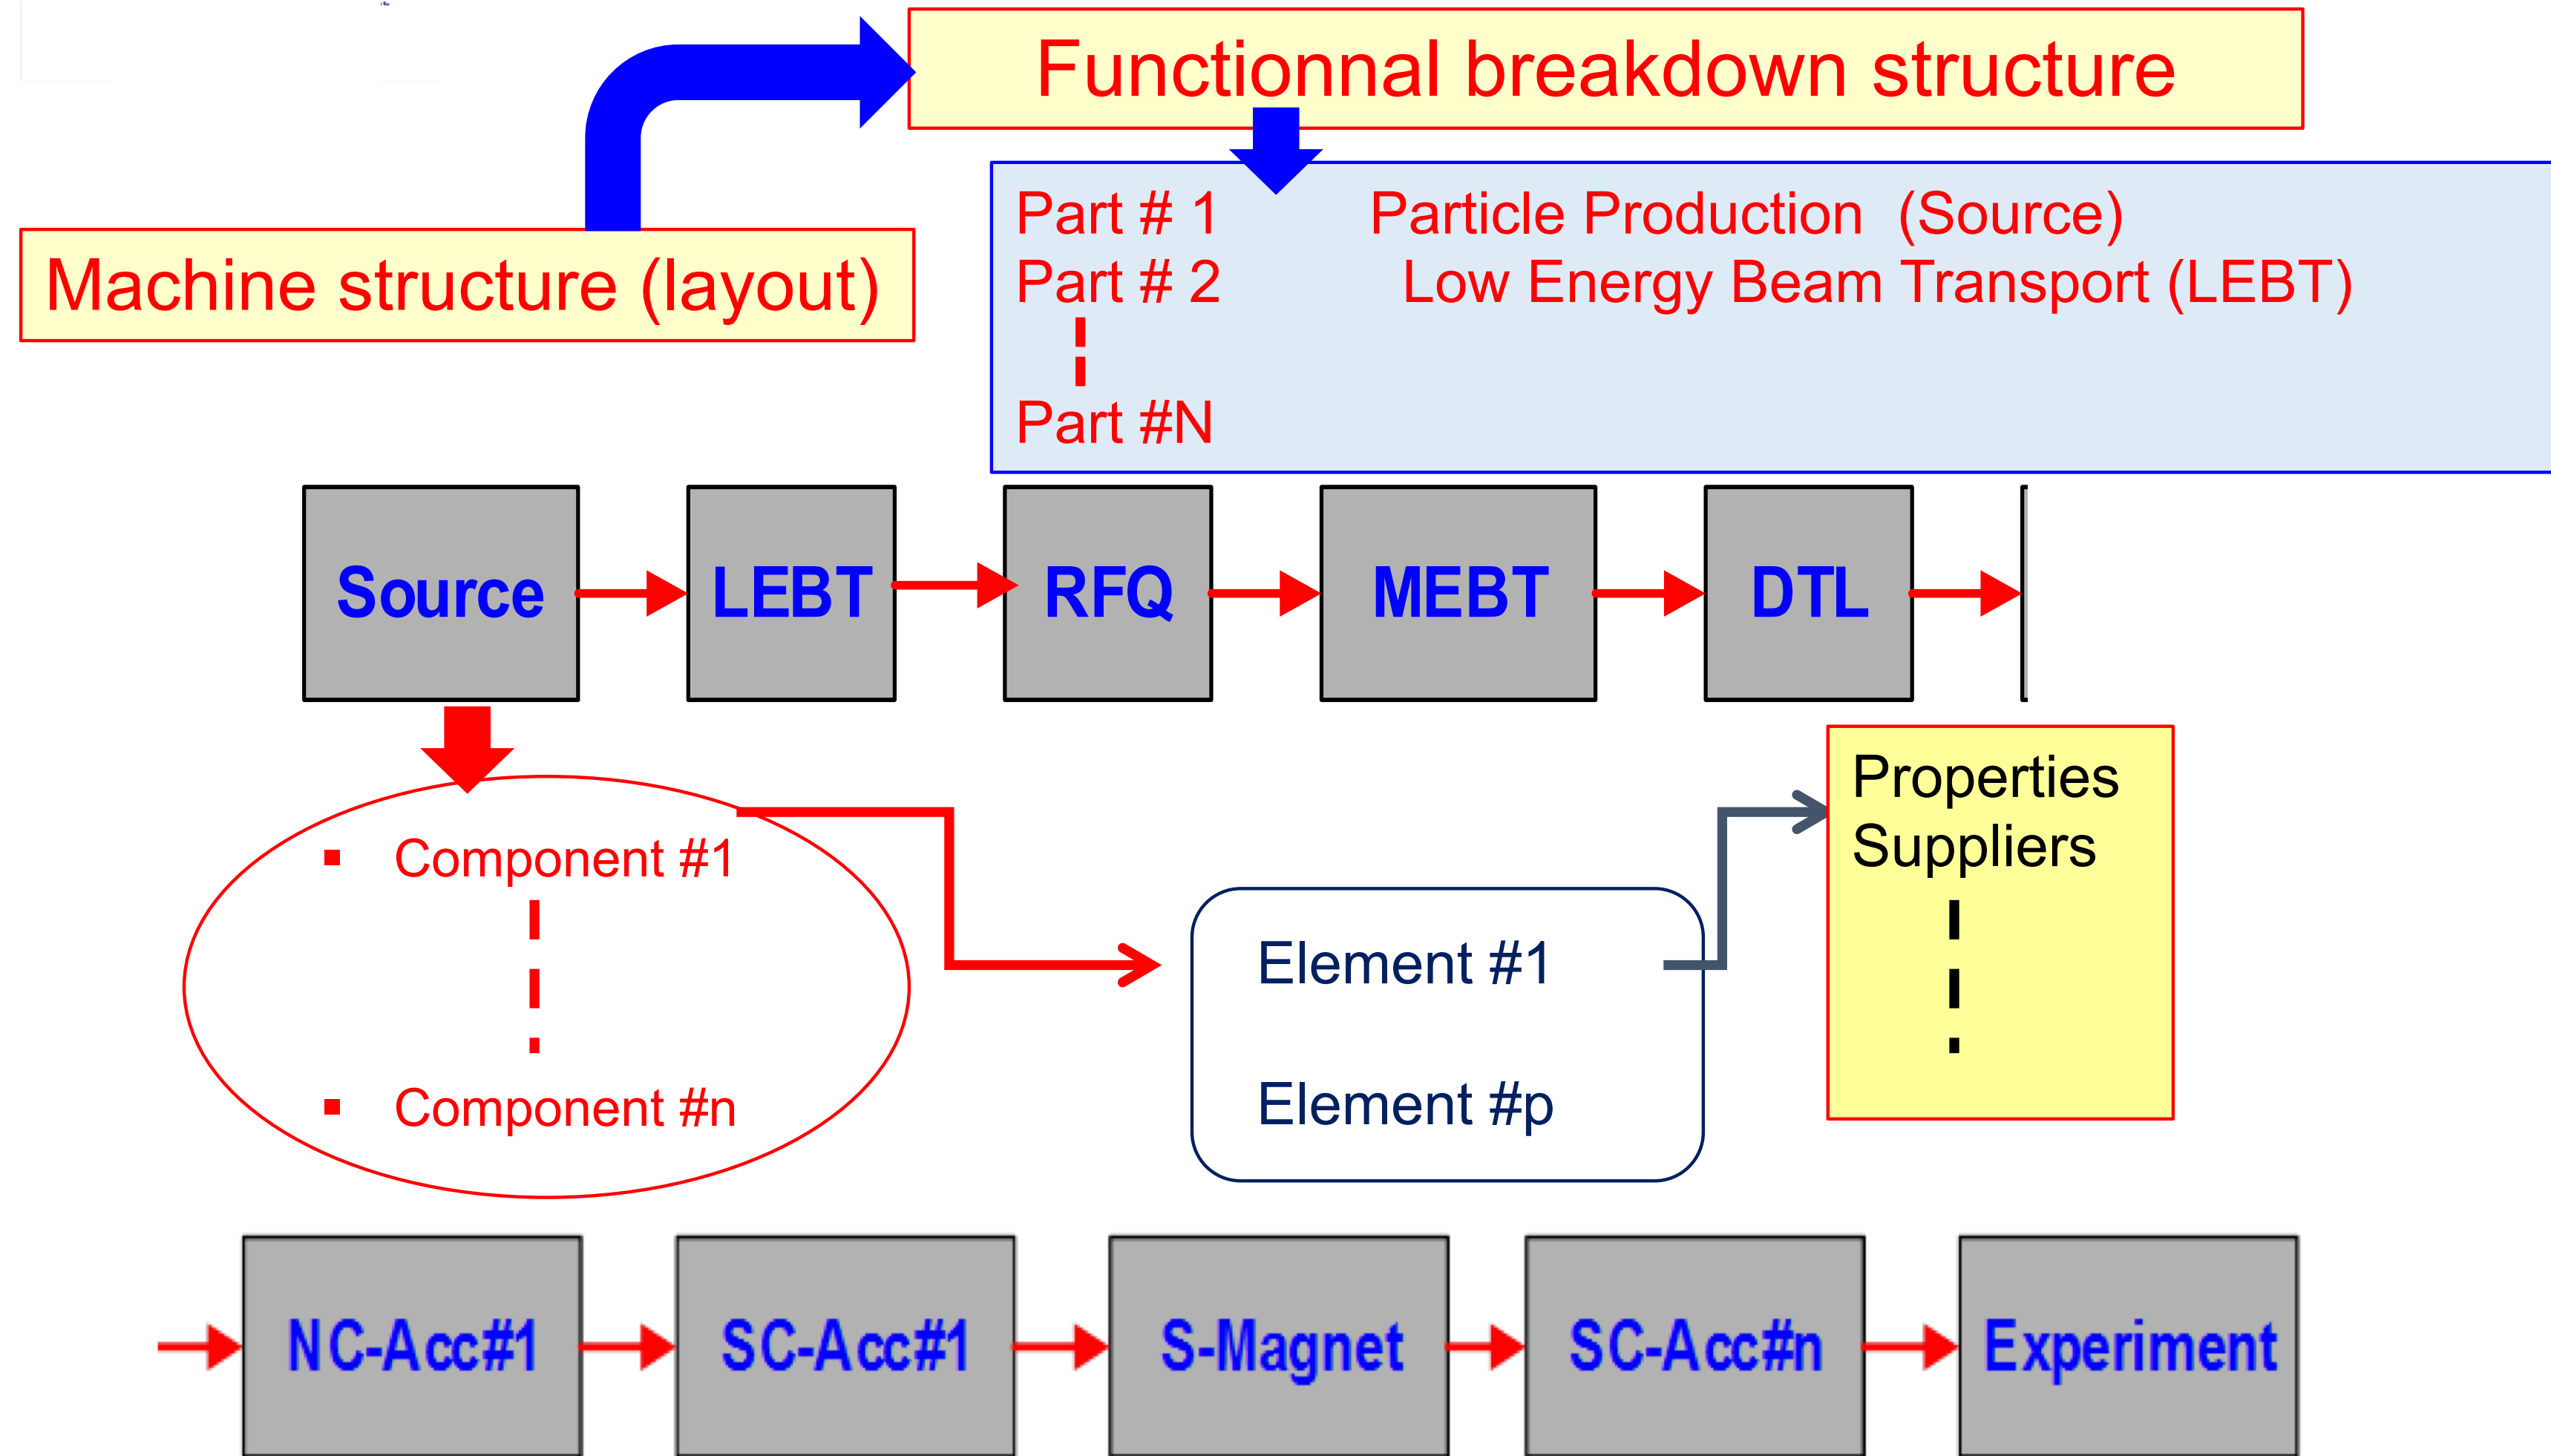 Functionnal breakdown structure
Machine structure (layout)
Part # 1 Particle Production (Source)
Part # 2 Low Energy Beam Transport (LEBT)
Part #N
Source LEBT RFQ MEBT DTL
Properties
Suppliers
Component #1
Component #n
Element #1
Element #p
NC-Acc#1 SC-Acc#1 S-Magnet SC-Acc#n Experiment